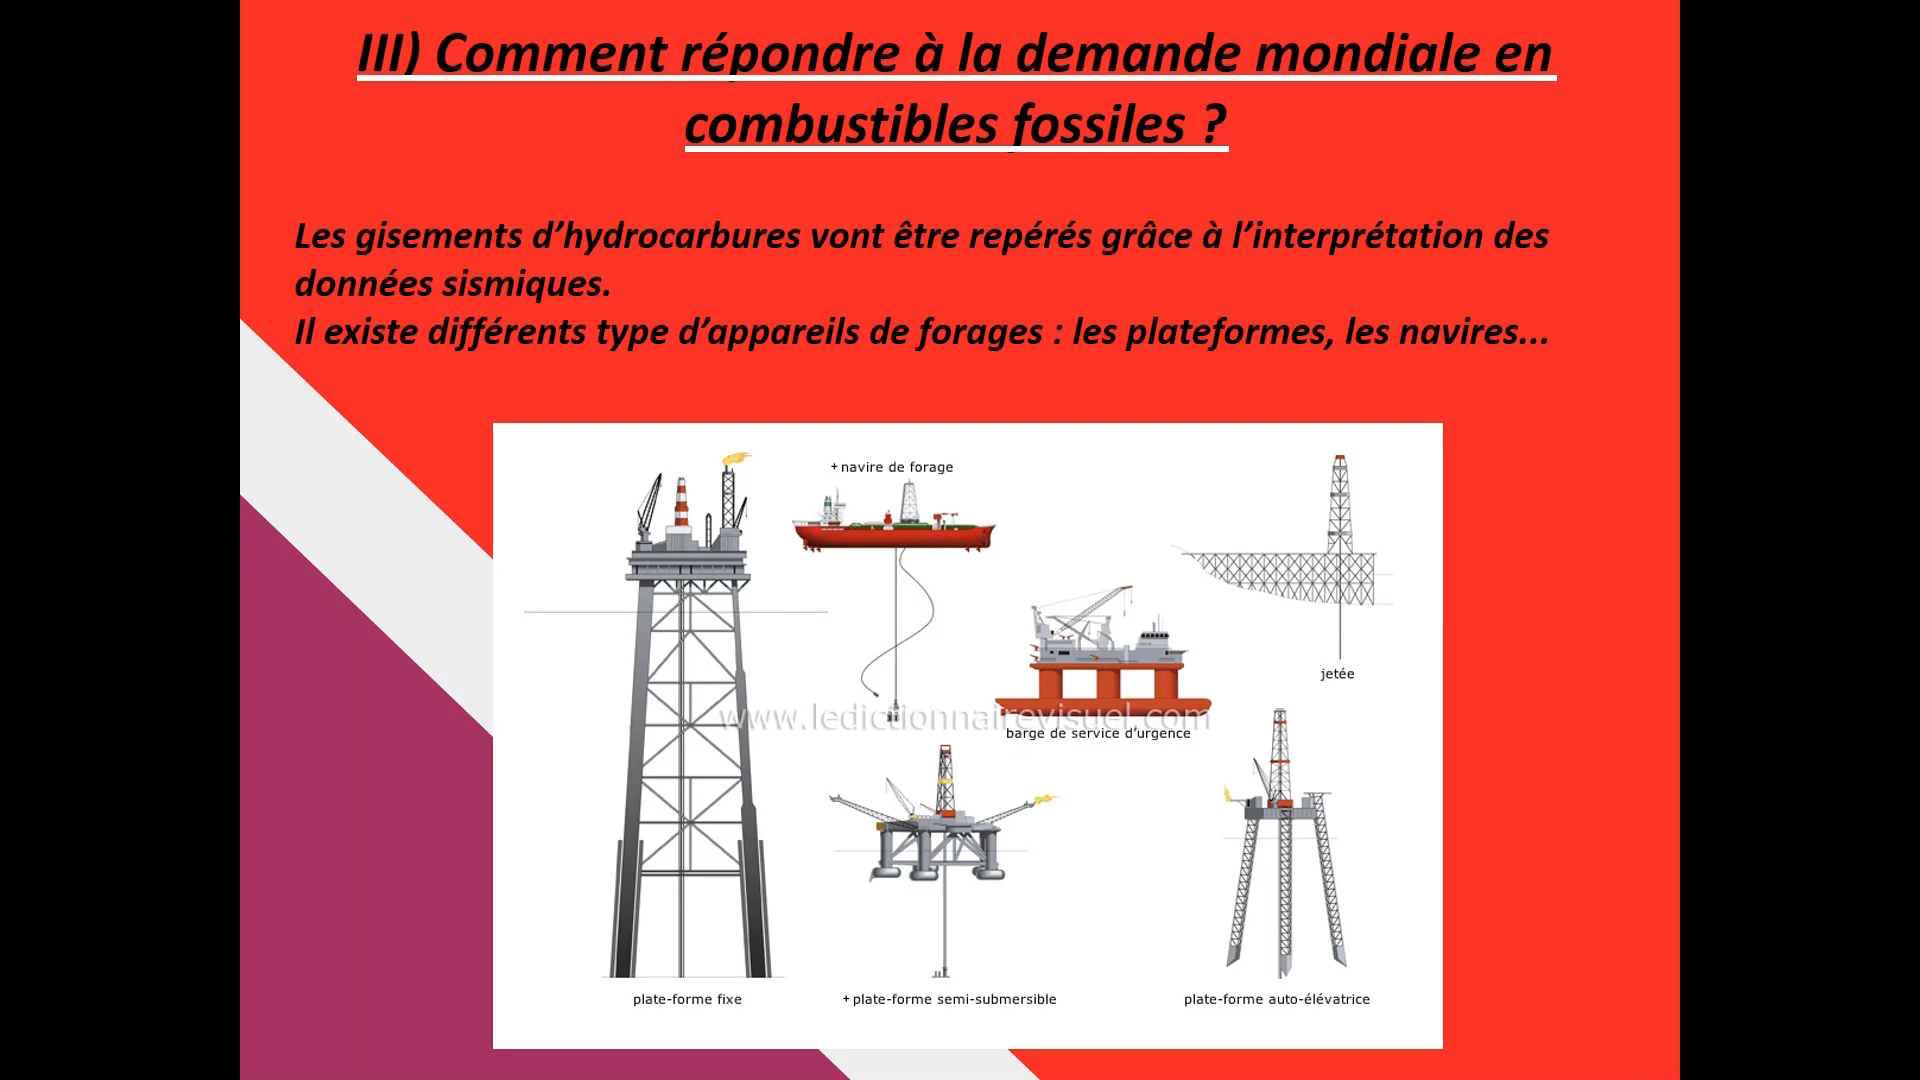 III) Comment répondre à la demande mondiale en
combustibles fossiles ?
Les gisements d’hydrocarbures vont être repérés grâce à l’interprétation des
données sismiques.
Il existe différents type d’appareils de forages : les plateformes, les navires...
+ navire de forage
jetée
www.ledictionnairevisuel.com
barge de service d’urgence
plate-forme fixe
+ plate-forme semi-submersible
plate-forme auto-élévatrice